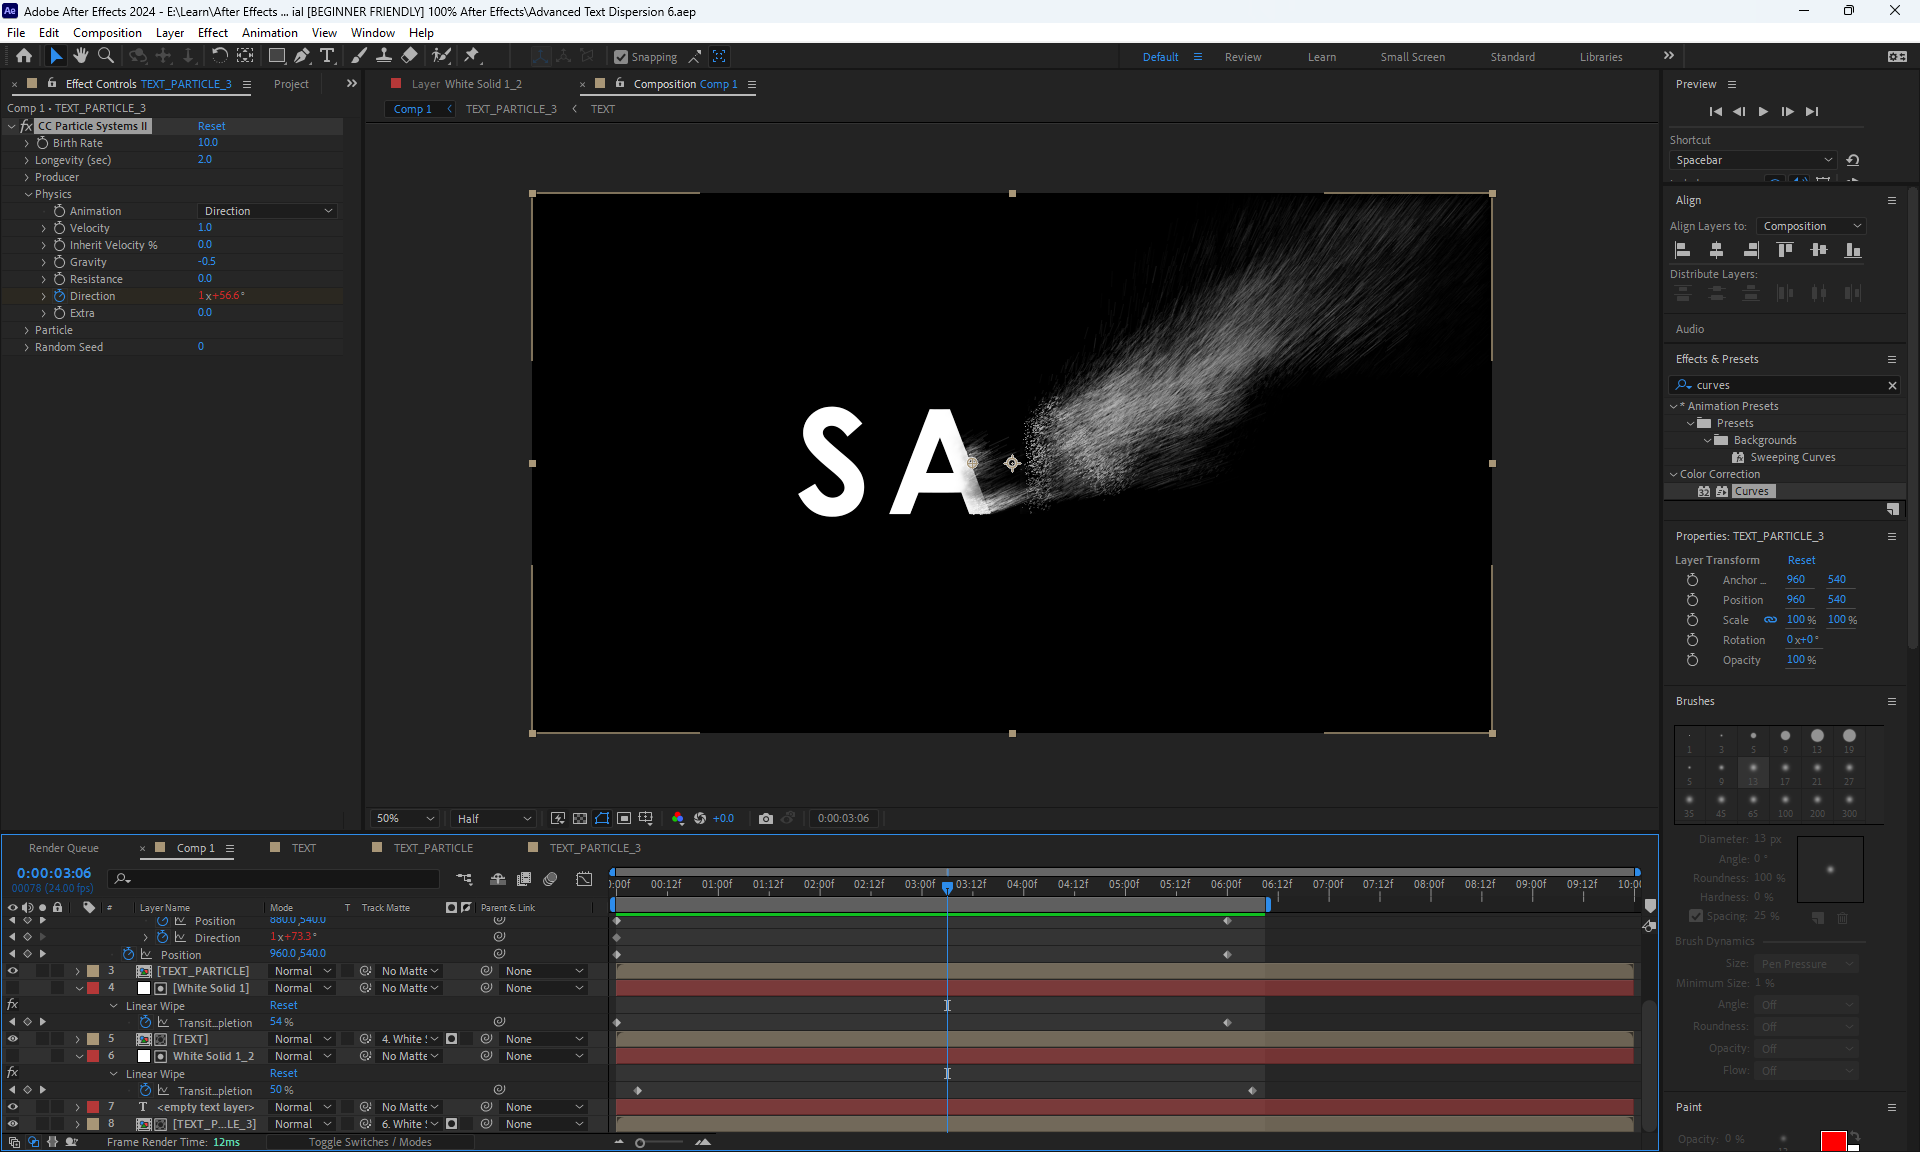 Adobe After Effects 2024 - E:\Learn\After Effects ... ial [BEGINNER FRIENDLY] 100% After Effects\Advanced Text Dispersion 6.aep
File Edit Composition Layer Effect Animation View Window Help
Snapping Default Review Learn Small Screen Standard Libraries
Effect Controls TEXT_PARTICLE_3 Project
Layer White Solid 1_2 Composition Comp 1
Comp 1 TEXT_PARTICLE_3 TEXT
Comp 1 • TEXT_PARTICLE_3
fx CC Particle Systems II Reset
Birth Rate 10.0
Longevity (sec) 2.0
Producer
Physics
Animation Direction
Velocity 1.0
Inherit Velocity % 0.0
Gravity -0.5
Resistance 0.0
Direction 1x+56.6°
Extra 0.0
Particle
Random Seed 0
SA
50% Half +0.0 0:00:03:06
Preview
Shortcut
Spacebar
Align
Align Layers to: Composition
Distribute Layers:
Audio
Effects & Presets
curves
* Animation Presets
Presets
Backgrounds
Sweeping Curves
Color Correction
32 Curves
Properties: TEXT_PARTICLE_3
Layer Transform Reset
Anchor ... 960 540
Position 960 540
Scale 100 % 100 %
Rotation 0x+0°
Opacity 100 %
Brushes
1 3 5 9 13 19
5 9 13 17 21 27
35 45 65 100 200 300
Diameter: 13 px
Angle: 0°
Roundness: 100 %
Hardness: 0 %
Spacing: 25 %
Brush Dynamics
Size: Pen Pressure
Minimum Size: 1 %
Angle: Off
Roundness: Off
Opacity: Off
Flow: Off
Paint
Opacity: 0 %
Render Queue Comp 1 TEXT TEXT_PARTICLE TEXT_PARTICLE_3
0:00:03:06
00078 (24.00 fps)
):00f 00:12f 01:00f 01:12f 02:00f 02:12f 03:00f 03:12f 04:00f 04:12f 05:00f 05:12f 06:00f 06:12f 07:00f 07:12f 08:00f 08:12f 09:00f 09:12f 10:0(
# Layer Name Mode T Track Matte Parent & Link
Position 880.0,540.0
Direction 1x+73.3°
Position 960.0,540.0
3 [TEXT_PARTICLE] Normal No Matte None
4 [White Solid 1] Normal No Matte None
fx Linear Wipe Reset
Transit...pletion 54 %
5 [TEXT] Normal 4. White None
6 White Solid 1_2 Normal No Matte None
fx Linear Wipe Reset
Transit...pletion 50 %
7 T <empty text layer> Normal No Matte None
8 [TEXT_P...LE_3] Normal 6. White None
Frame Render Time: 12ms Toggle Switches / Modes